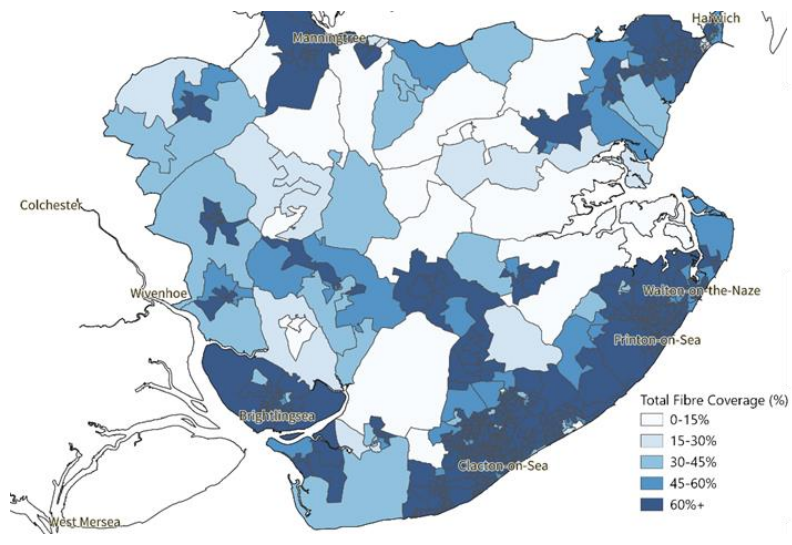 Harwich
Manningtree
Colchester
Wivenhoe
Walton-on-the-Naze
Frinton-on-Sea
Brightlingsea
Clacton-on-Sea
West Mersea
Total Fibre Coverage (%)
0-15%
15-30%
30-45%
45-60%
60%+